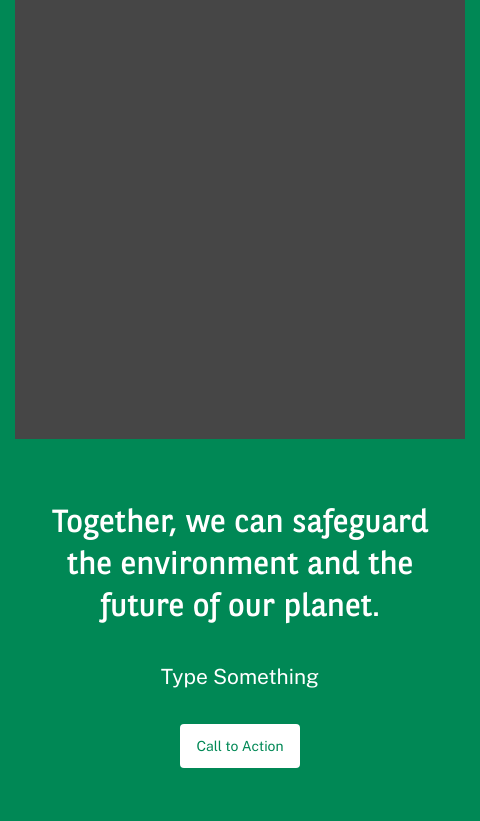 Together, we can safeguard
the environment and the
future of our planet.
Type Something
Call to Action